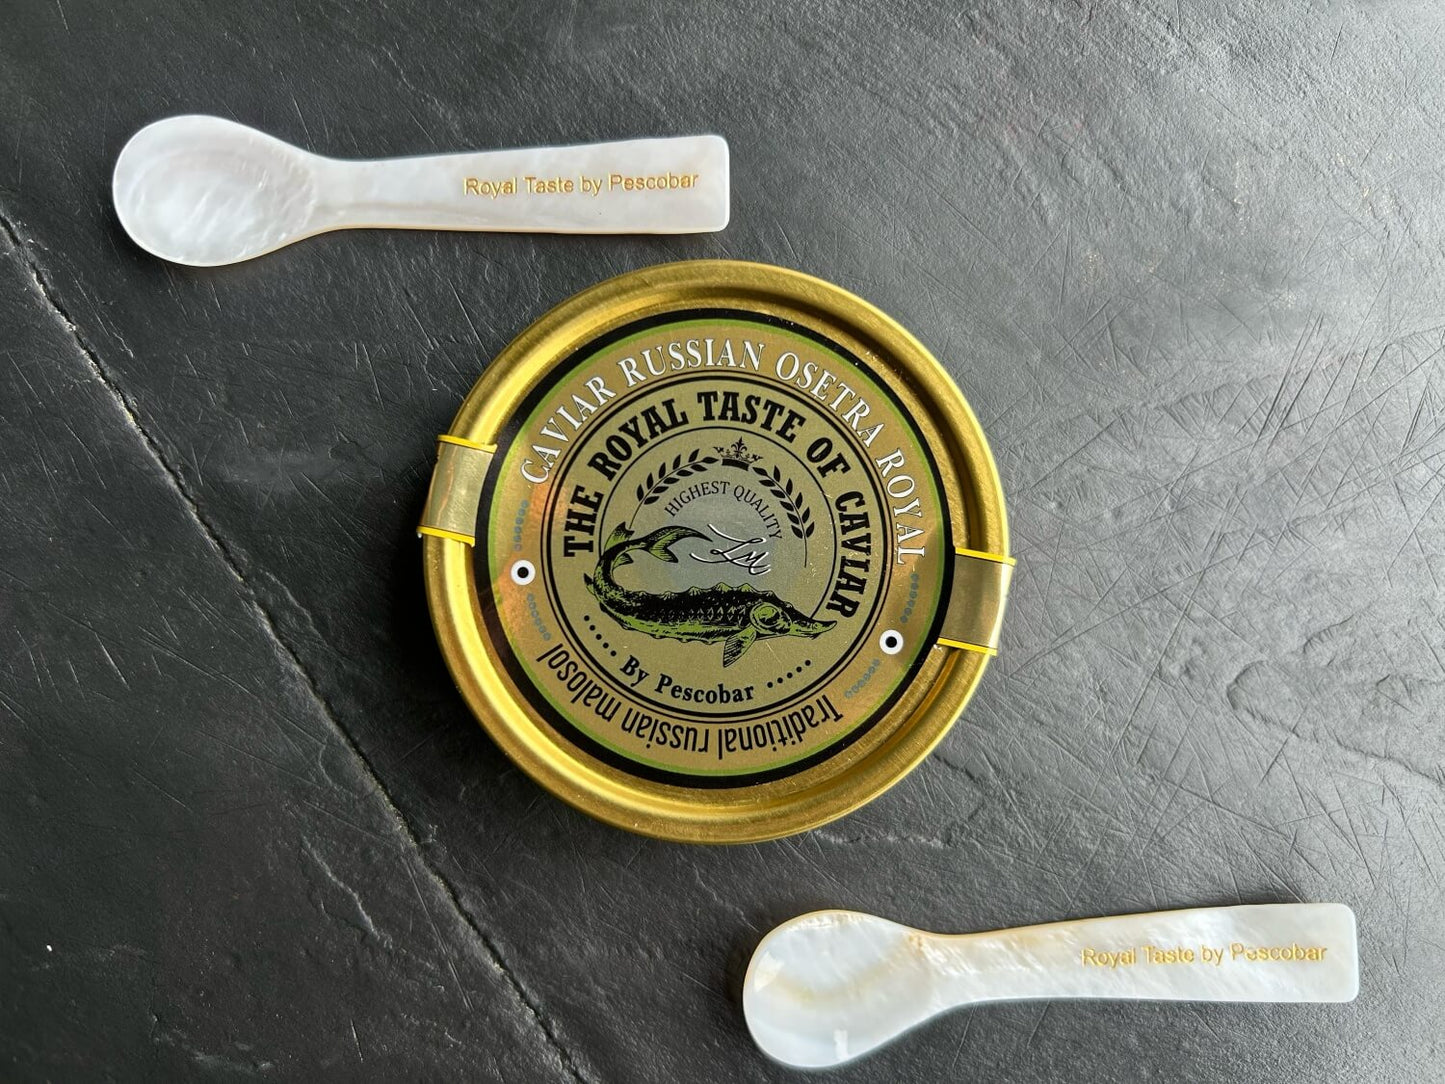 Royal Taste by Pescobar
CAVIAR RUSSIAN OSETRA ROYAL
THE ROYAL TASTE OF CAVIAR
HIGHEST QUALITY
LM
By Pescobar
Traditional russian malosol
Royal Taste by Pescobar